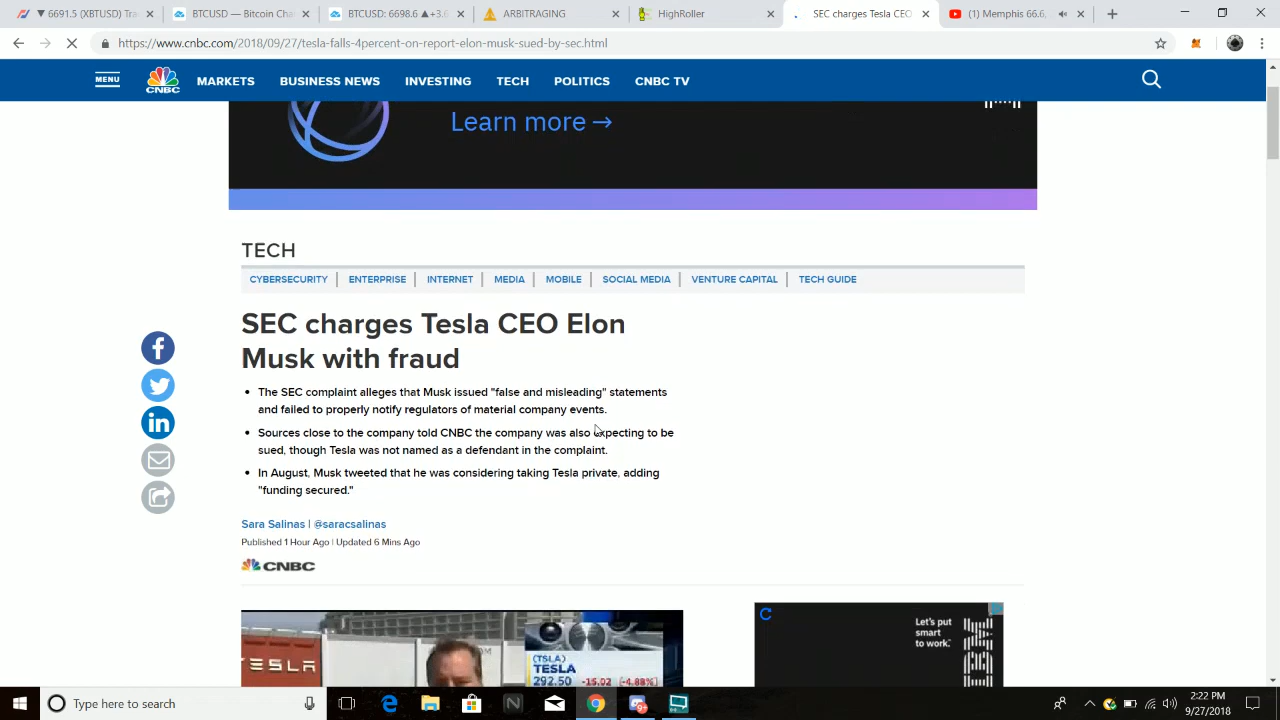 6691.5 (XBTUSD) Tra
BTCUSD — Bitcoin Cha
BTCUSD: 6698.6 ▲+3.6
ARBITRAGING
HighRoller
SEC charges Tesla CEO
(1) Memphis 66.6,
https://www.cnbc.com/2018/09/27/tesla-falls-4percent-on-report-elon-musk-sued-by-sec.html
MENU
CNBC
MARKETS
BUSINESS NEWS
INVESTING
TECH
POLITICS
CNBC TV
Learn more →
TECH
CYBERSECURITY | ENTERPRISE | INTERNET | MEDIA | MOBILE | SOCIAL MEDIA | VENTURE CAPITAL | TECH GUIDE
SEC charges Tesla CEO Elon
Musk with fraud
• The SEC complaint alleges that Musk issued "false and misleading" statements
and failed to properly notify regulators of material company events.
• Sources close to the company told CNBC the company was also expecting to be
sued, though Tesla was not named as a defendant in the complaint.
• In August, Musk tweeted that he was considering taking Tesla private, adding
"funding secured."
Sara Salinas | @saracsalinas
Published 1 Hour Ago | Updated 6 Mins Ago
CNBC
TESLA
(TSLA)
TESLA
292.50 -15.02 (-4.88%)
Let's put
smart
to work.
Type here to search
2:22 PM
9/27/2018